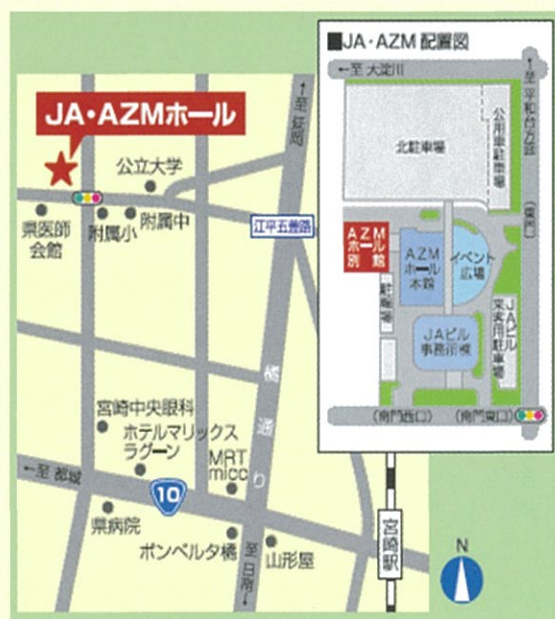 ■JA・AZM 配置図
←至 大淀川
←至 平和台方面
北駐車場
公用車駐車場
(東門)
AZM
ホール
別館
AZM
ホール
本館
イベント
広場
駐車場
JAビル
事務所棟
JAビル
来客用駐車場
(南門西口)
(南門東口)
JA・AZMホール
公立大学
県医師
会館
附属小
附属中
←至 延岡
江平五差路
橘通り
宮崎中央眼科
ホテルマリックス
ラグーン
MRT
micc
←至 都城
10
県病院
ボンベルタ橘
山形屋
至 日南→
宮崎駅
N